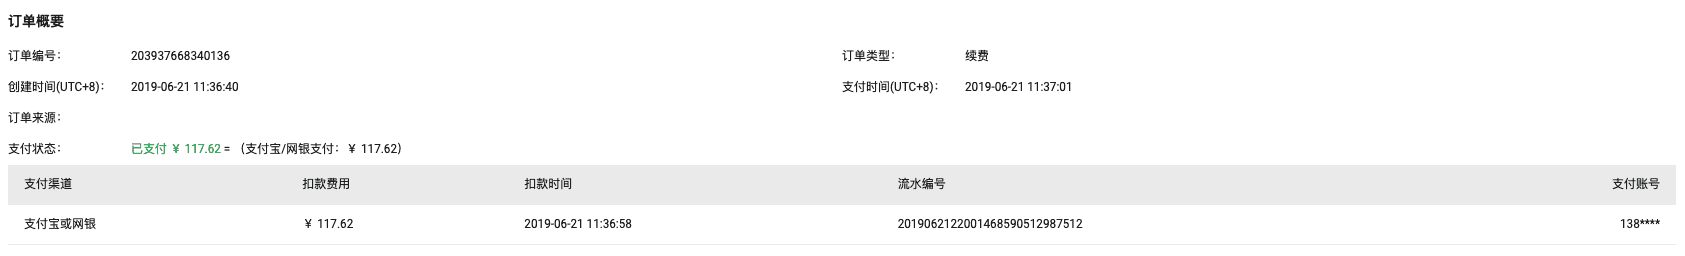 订单概要
订单编号： 203937668340136 订单类型： 续费
创建时间(UTC+8)： 2019-06-21 11:36:40 支付时间(UTC+8)： 2019-06-21 11:37:01
订单来源：
支付状态： 已支付 ￥ 117.62 = （支付宝/网银支付：￥ 117.62）
支付渠道 扣款费用 扣款时间 流水编号 支付账号
支付宝或网银 ￥ 117.62 2019-06-21 11:36:58 2019062122001468590512987512 138****